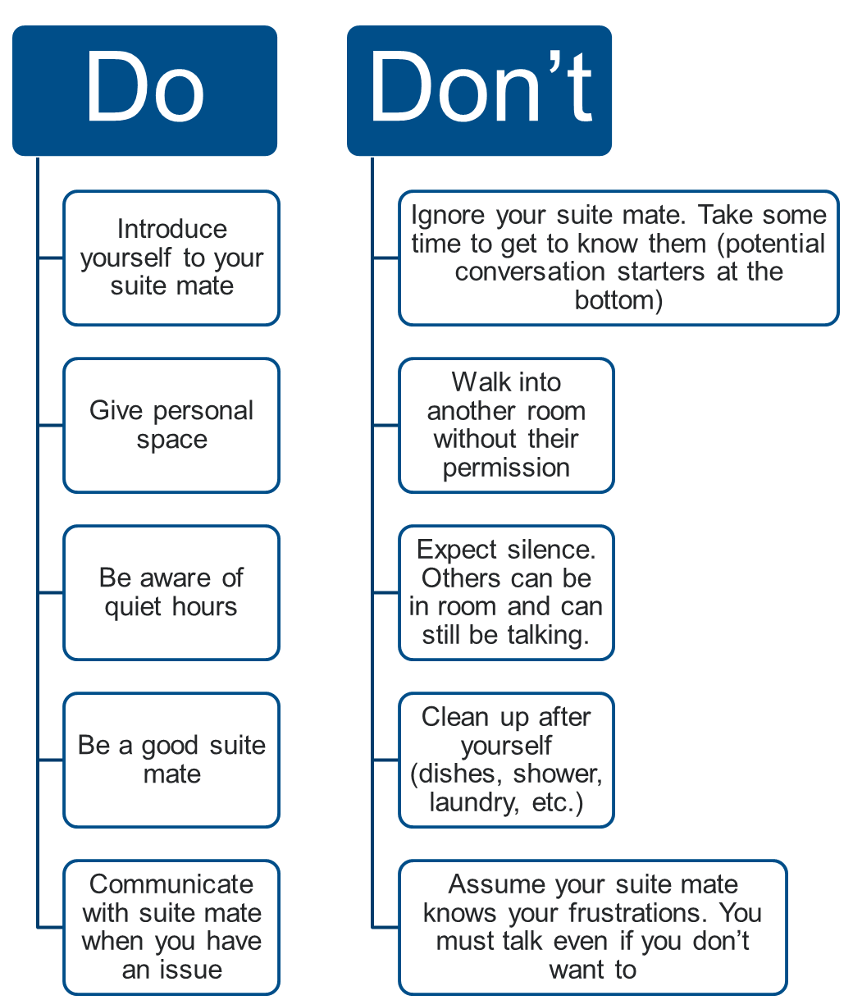 Do
Introduce
yourself to your
suite mate
Give personal
space
Be aware of
quiet hours
Be a good suite
mate
Communicate
with suite mate
when you have
an issue
Don’t
Ignore your suite mate. Take some
time to get to know them (potential
conversation starters at the
bottom)
Walk into
another room
without their
permission
Expect silence.
Others can be
in room and can
still be talking.
Clean up after
yourself
(dishes, shower,
laundry, etc.)
Assume your suite mate
knows your frustrations. You
must talk even if you don’t
want to